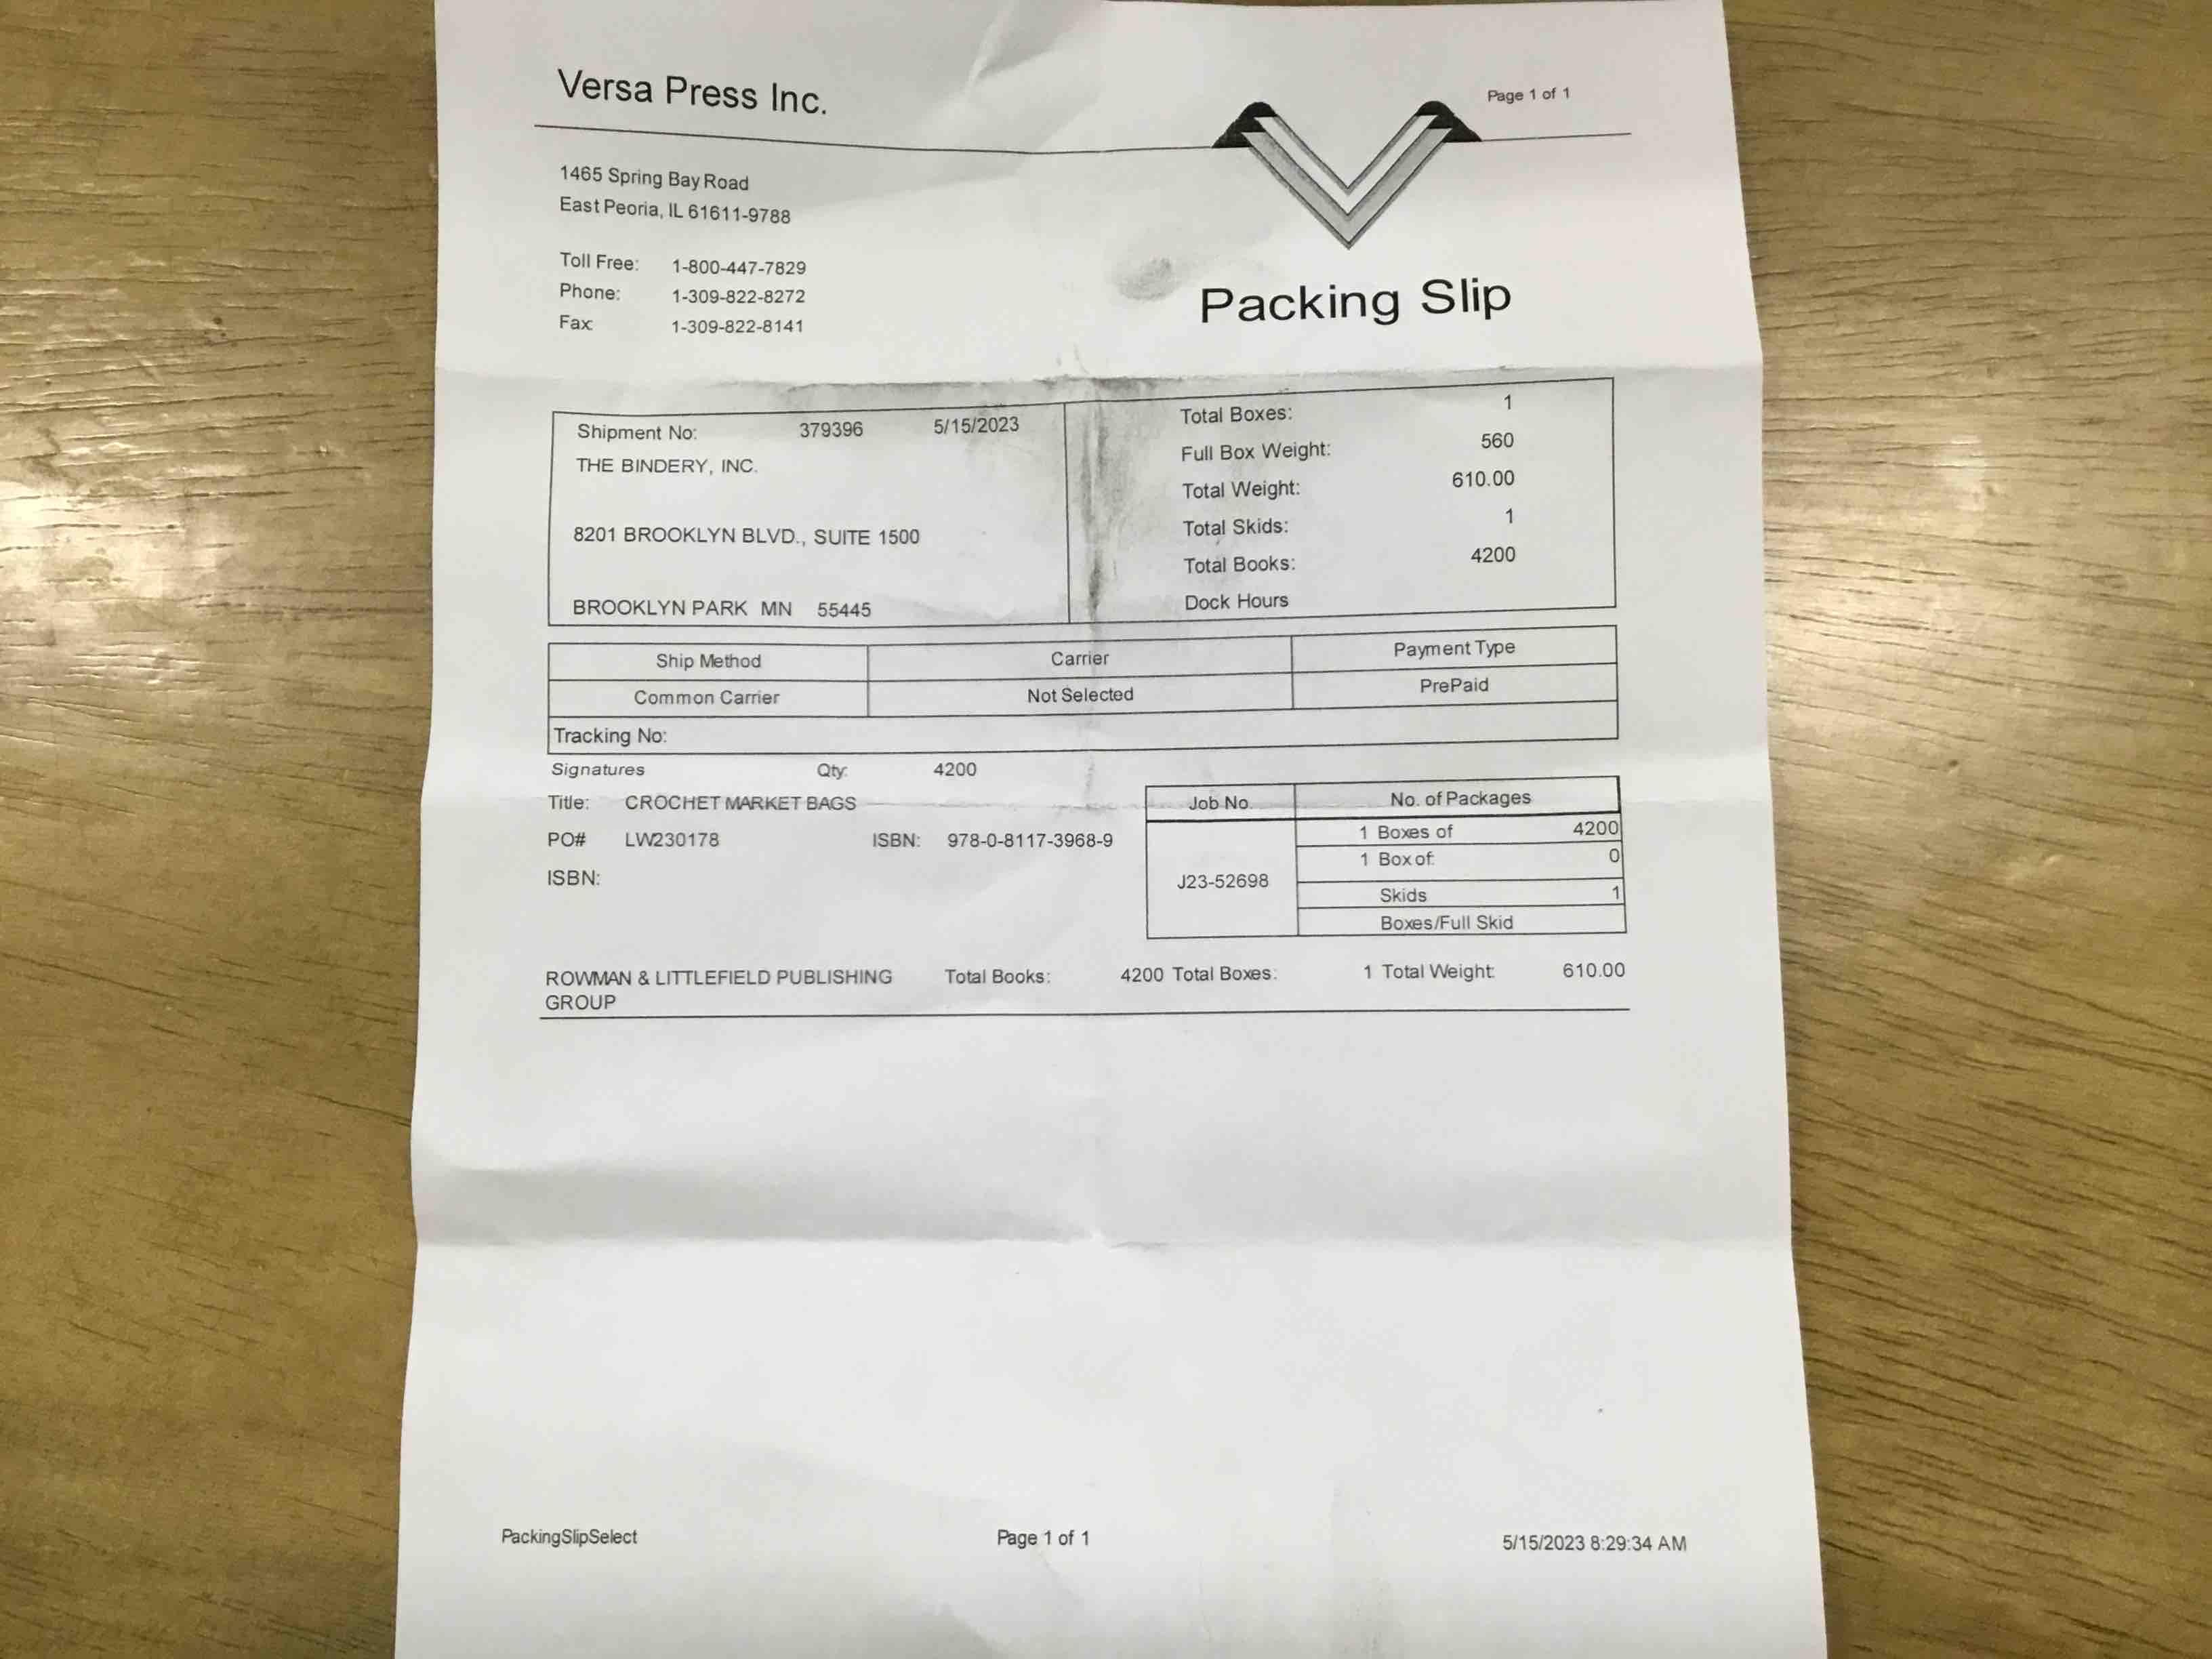 Versa Press Inc.
Page 1 of 1
1465 Spring Bay Road
East Peoria, IL 61611-9788
Toll Free: 1-800-447-7829
Phone: 1-309-822-8272
Fax: 1-309-822-8141
Packing Slip
Shipment No: 379396 5/15/2023
THE BINDERY, INC.
8201 BROOKLYN BLVD., SUITE 1500
BROOKLYN PARK MN 55445
Total Boxes: 1
Full Box Weight: 560
Total Weight: 610.00
Total Skids: 1
Total Books: 4200
Dock Hours
Ship Method Carrier Payment Type
Common Carrier Not Selected PrePaid
Tracking No:
Signatures Qty: 4200
Title: CROCHET MARKET BAGS
PO# LW230178 ISBN: 978-0-8117-3968-9
ISBN:
Job No. No. of Packages
J23-52698
1 Boxes of 4200
1 Box of: 0
Skids 1
Boxes/Full Skid
ROWMAN & LITTLEFIELD PUBLISHING Total Books: 4200 Total Boxes: 1 Total Weight: 610.00
GROUP
PackingSlipSelect Page 1 of 1 5/15/2023 8:29:34 AM